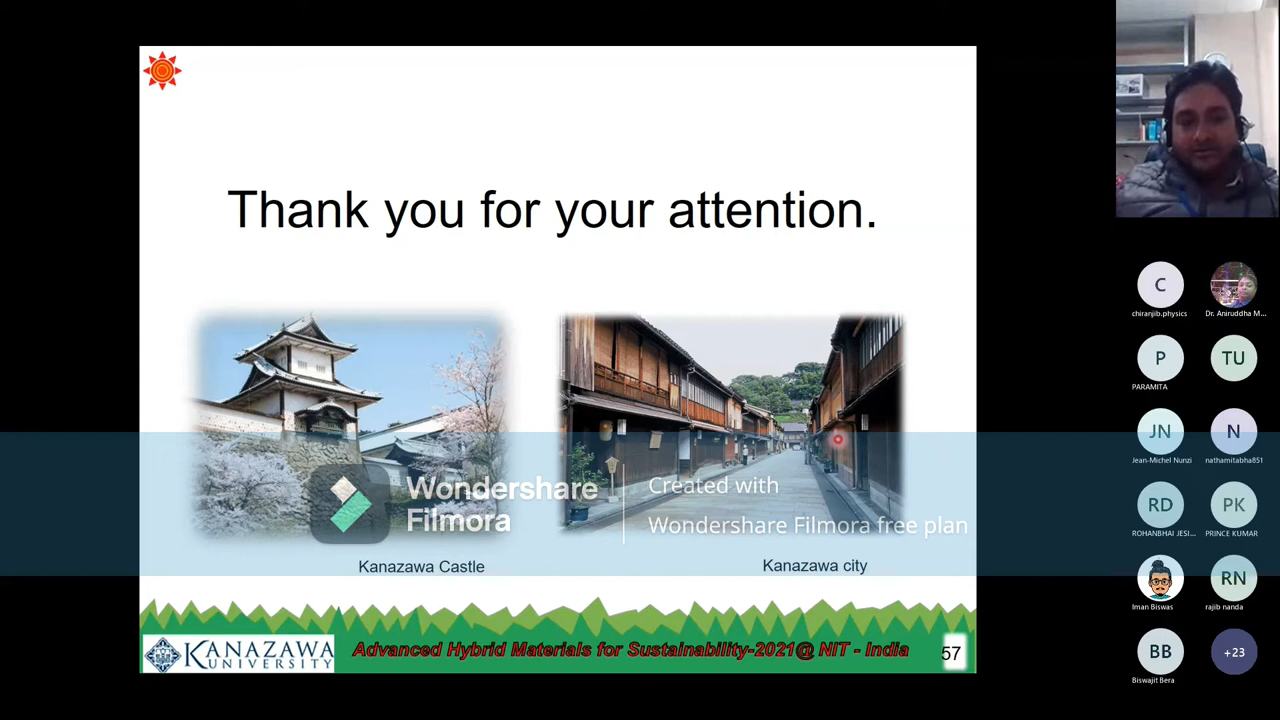 Thank you for your attention.
Wondershare
Filmora
Created with
Wondershare Filmora free plan
Kanazawa Castle
Kanazawa city
KANAZAWA
UNIVERSITY
Advanced Hybrid Materials for Sustainability-2021@ NIT - India
57
C
chiranjib.physics
Dr. Aniruddha M...
P
PARAMITA
TU
JN
Jean-Michel Nunzi
N
nathamitabha851
RD
ROHANBHAI JESI...
PK
PRINCE KUMAR
Iman Biswas
RN
rajib nanda
BB
Biswajit Bera
+23